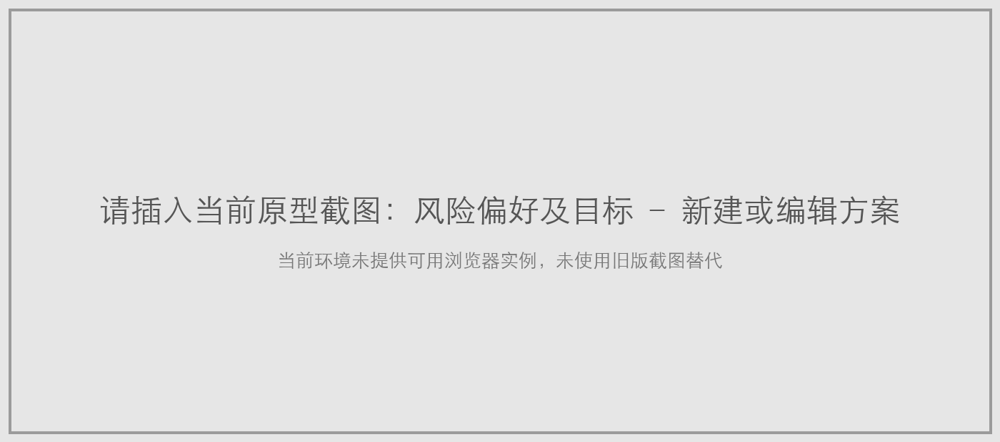 请插入当前原型截图：风险偏好及目标 - 新建或编辑方案
当前环境未提供可用浏览器实例，未使用旧版截图替代